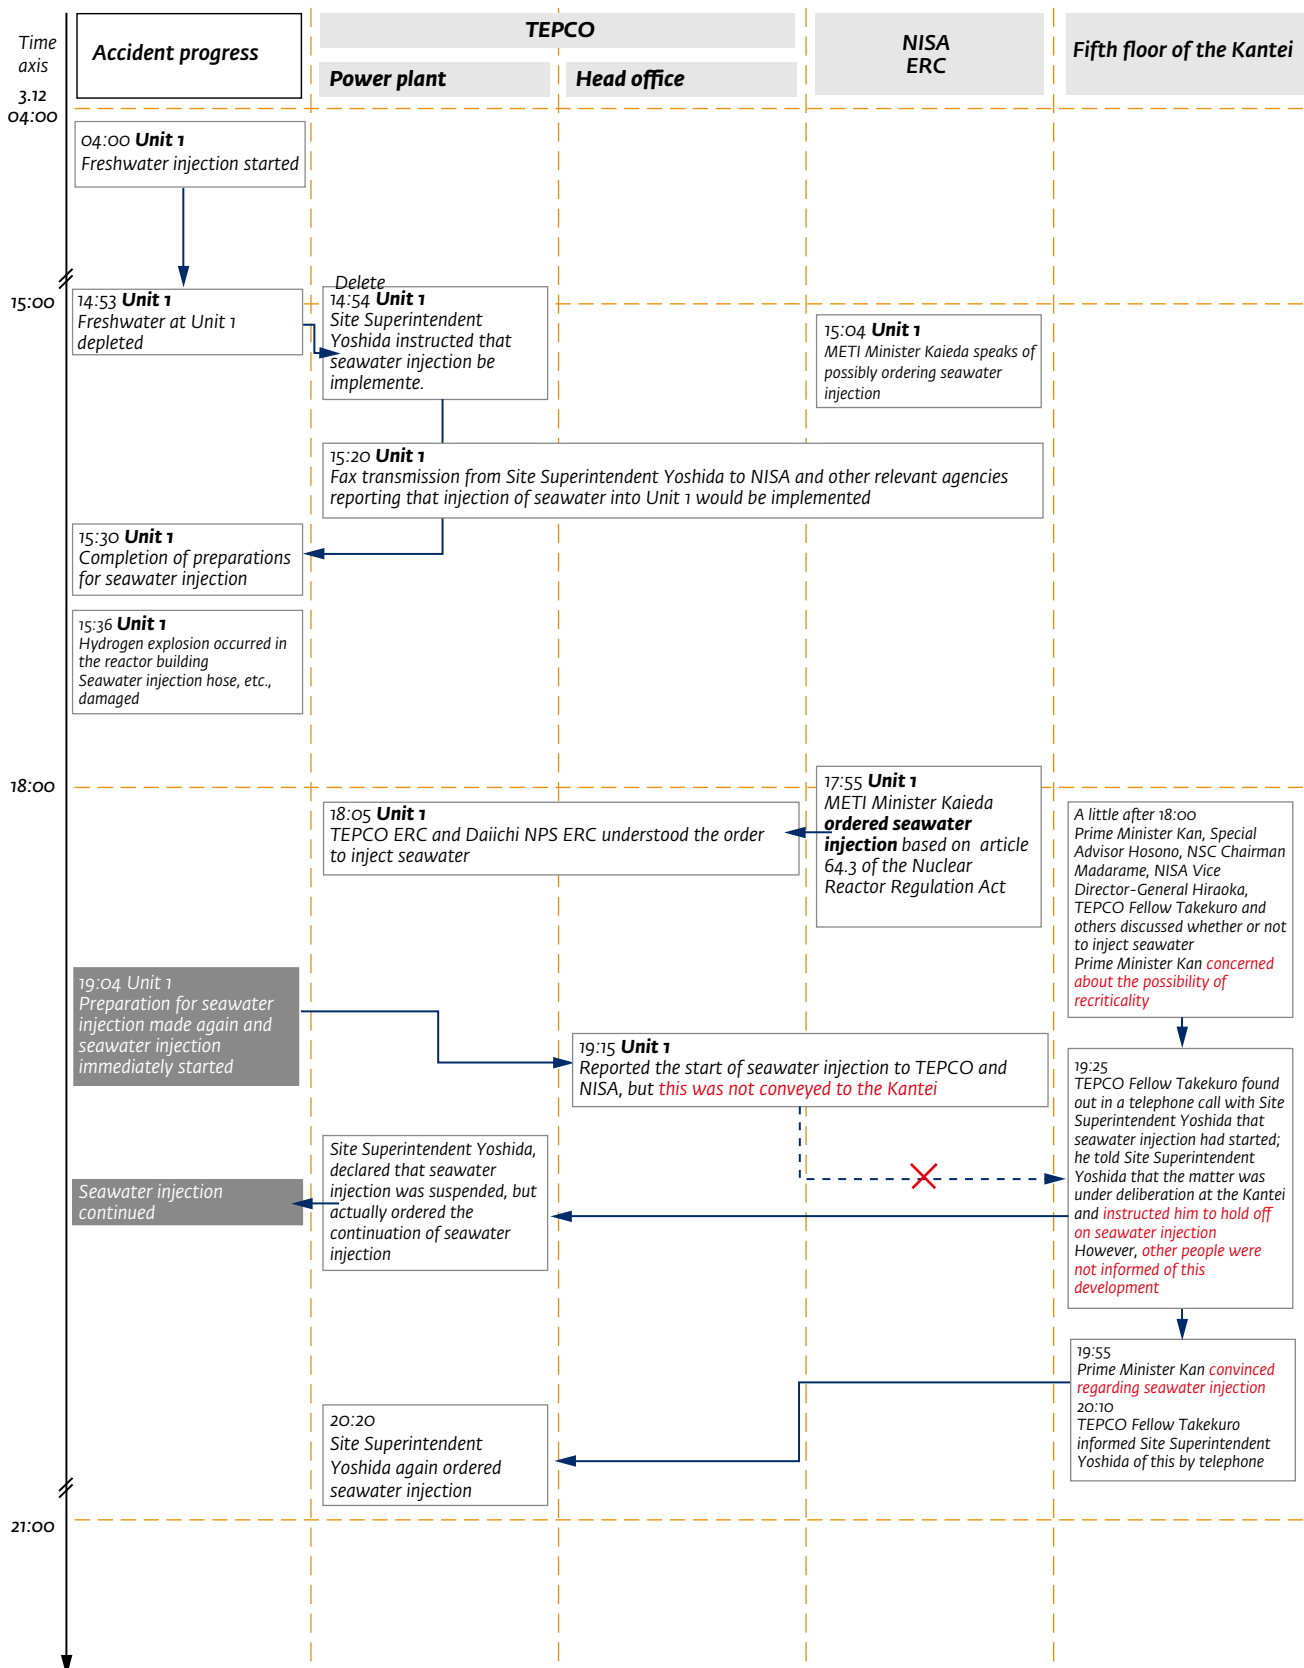 Time
axis
3.12
04:00
Accident progress
TEPCO
Power plant
Head office
NISA
ERC
Fifth floor of the Kantei
04:00 Unit 1
Freshwater injection started
15:00
14:53 Unit 1
Freshwater at Unit 1
depleted
Delete
14:54 Unit 1
Site Superintendent
Yoshida instructed that
seawater injection be
implemente.
15:04 Unit 1
METI Minister Kaieda speaks of
possibly ordering seawater
injection
15:20 Unit 1
Fax transmission from Site Superintendent Yoshida to NISA and other relevant agencies
reporting that injection of seawater into Unit 1 would be implemented
15:30 Unit 1
Completion of preparations
for seawater injection
15:36 Unit 1
Hydrogen explosion occurred in
the reactor building
Seawater injection hose, etc.,
damaged
18:00
17:55 Unit 1
METI Minister Kaieda
ordered seawater
injection based on article
64.3 of the Nuclear
Reactor Regulation Act
18:05 Unit 1
TEPCO ERC and Daiichi NPS ERC understood the order
to inject seawater
A little after 18:00
Prime Minister Kan, Special
Advisor Hosono, NSC Chairman
Madarame, NISA Vice
Director-General Hiraoka,
TEPCO Fellow Takekuro and
others discussed whether or not
to inject seawater
Prime Minister Kan concerned
about the possibility of
recriticality
19:04 Unit 1
Preparation for seawater
injection made again and
seawater injection
immediately started
19:15 Unit 1
Reported the start of seawater injection to TEPCO and
NISA, but this was not conveyed to the Kantei
19:25
TEPCO Fellow Takekuro found
out in a telephone call with Site
Superintendent Yoshida that
seawater injection had started;
he told Site Superintendent
Yoshida that the matter was
under deliberation at the Kantei
and instructed him to hold off
on seawater injection
However, other people were
not informed of this
development
Site Superintendent Yoshida,
declared that seawater
injection was suspended, but
actually ordered the
continuation of seawater
injection
Seawater injection
continued
19:55
Prime Minister Kan convinced
regarding seawater injection
20:10
TEPCO Fellow Takekuro
informed Site Superintendent
Yoshida of this by telephone
20:20
Site Superintendent
Yoshida again ordered
seawater injection
21:00